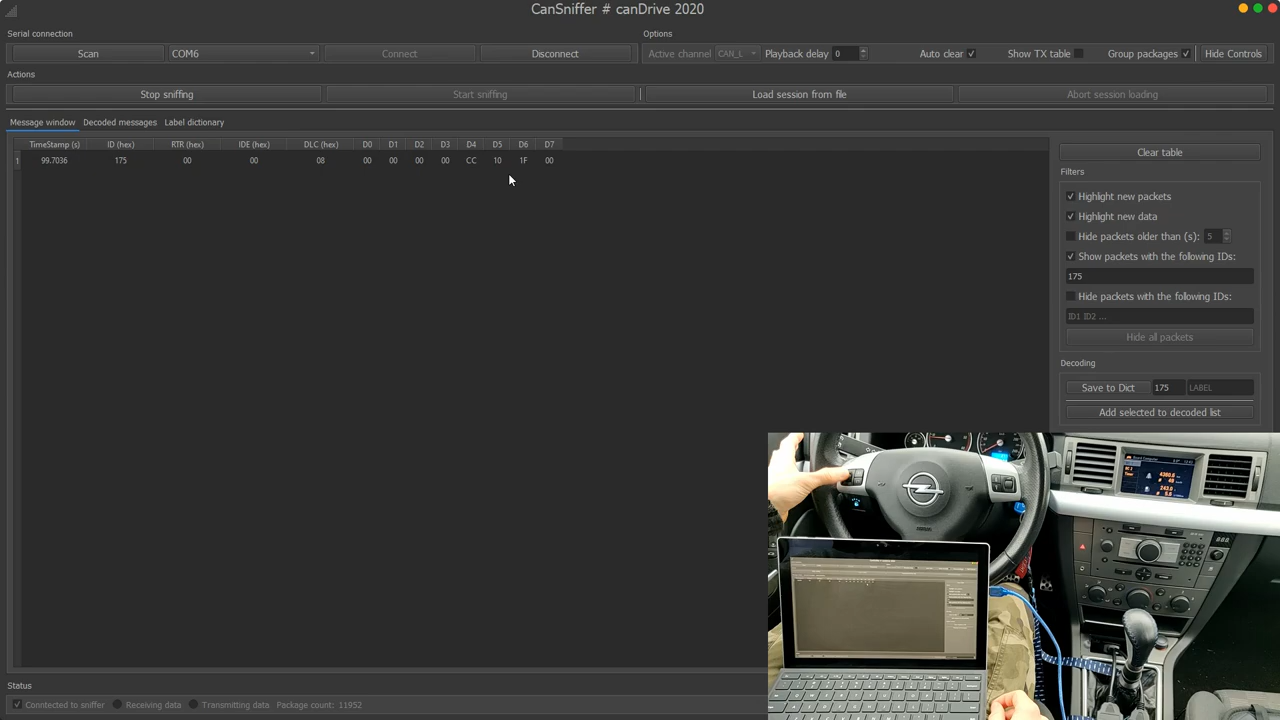 CanSniffer # canDrive 2020
Serial connection
Options
Scan COM6 Connect Disconnect Active channel CAN_L Playback delay 0 Auto clear Show TX table Group packages Hide Controls
Actions
Stop sniffing Start sniffing Load session from file Abort session loading
Message window Decoded messages Label dictionary
TimeStamp (s) ID (hex) RTR (hex) IDE (hex) DLC (hex) D0 D1 D2 D3 D4 D5 D6 D7
1 99.7036 175 00 00 08 00 00 00 00 CC 10 1F 00
Clear table
Filters
Highlight new packets
Highlight new data
Hide packets older than (s): 5
Show packets with the following IDs:
175
Hide packets with the following IDs:
ID1 ID2 ...
Hide all packets
Decoding
Save to Dict 175 LABEL
Add selected to decoded list
Status
Conntected to sniffer Receiving data Transmitting data Package count: 11952